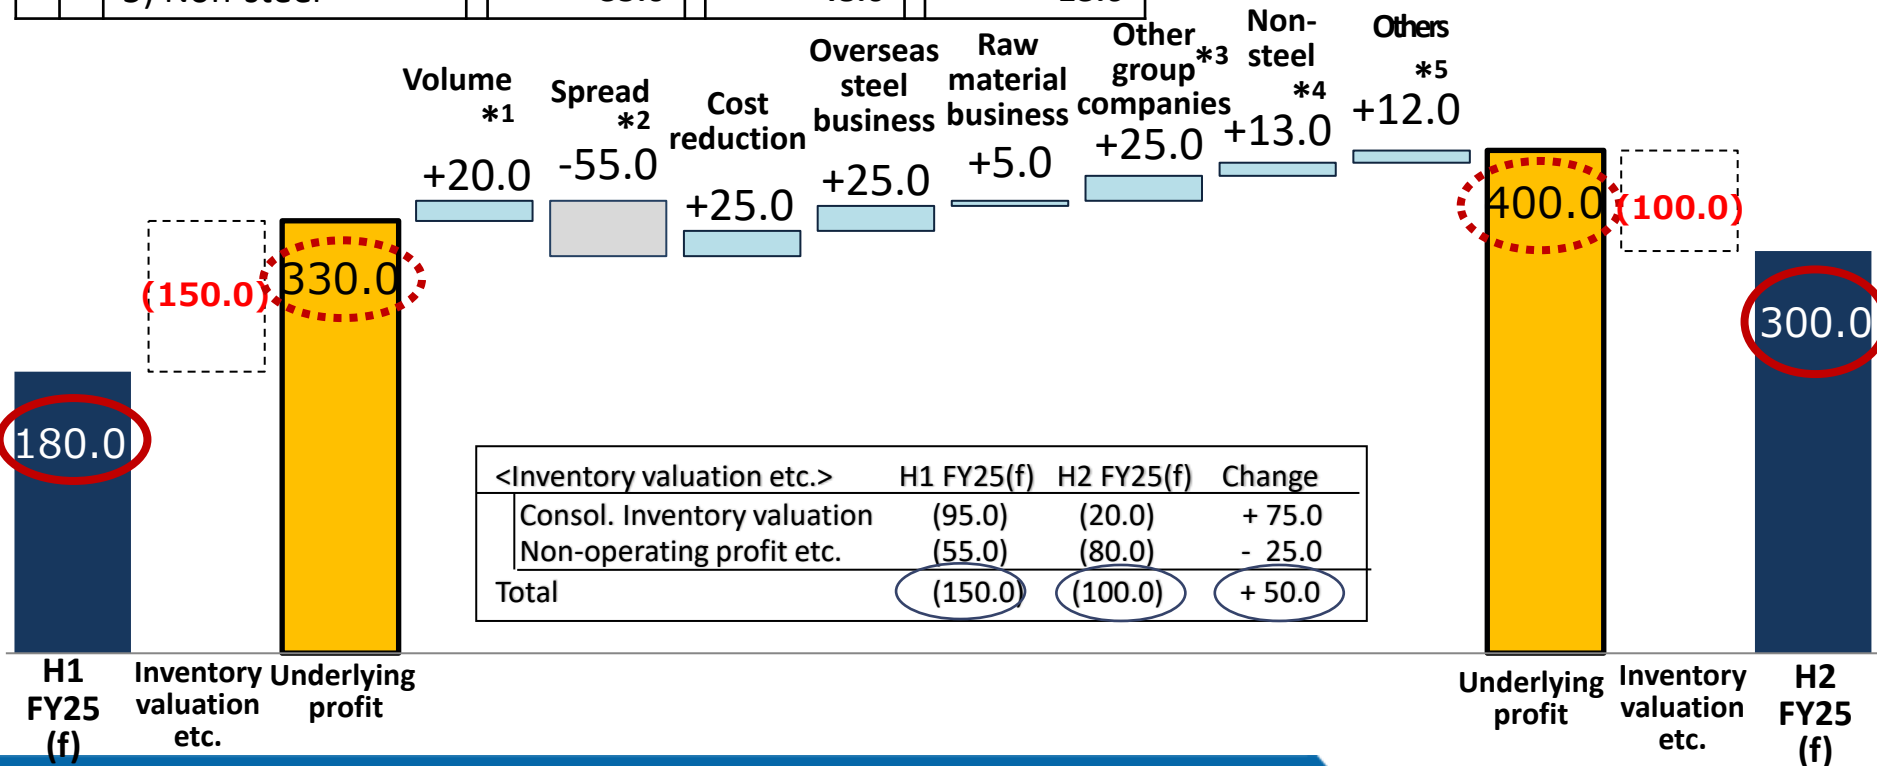 Volume
*1
+20.0
Spread
*2
-55.0
Cost
reduction
+25.0
Overseas
steel
business
+25.0
Raw
material
business
+5.0
Other
group*3
companies
+25.0
Non-
steel
*4
+13.0
Others
*5
+12.0
180.0
(150.0)
330.0
400.0
(100.0)
300.0
<Inventory valuation etc.> H1 FY25(f) H2 FY25(f) Change
Consol. Inventory valuation (95.0) (20.0) + 75.0
Non-operating profit etc. (55.0) (80.0) - 25.0
Total (150.0) (100.0) + 50.0
H1
FY25
(f)
Inventory
valuation
etc.
Underlying
profit
Underlying
profit
Inventory
valuation
etc.
H2
FY25
(f)